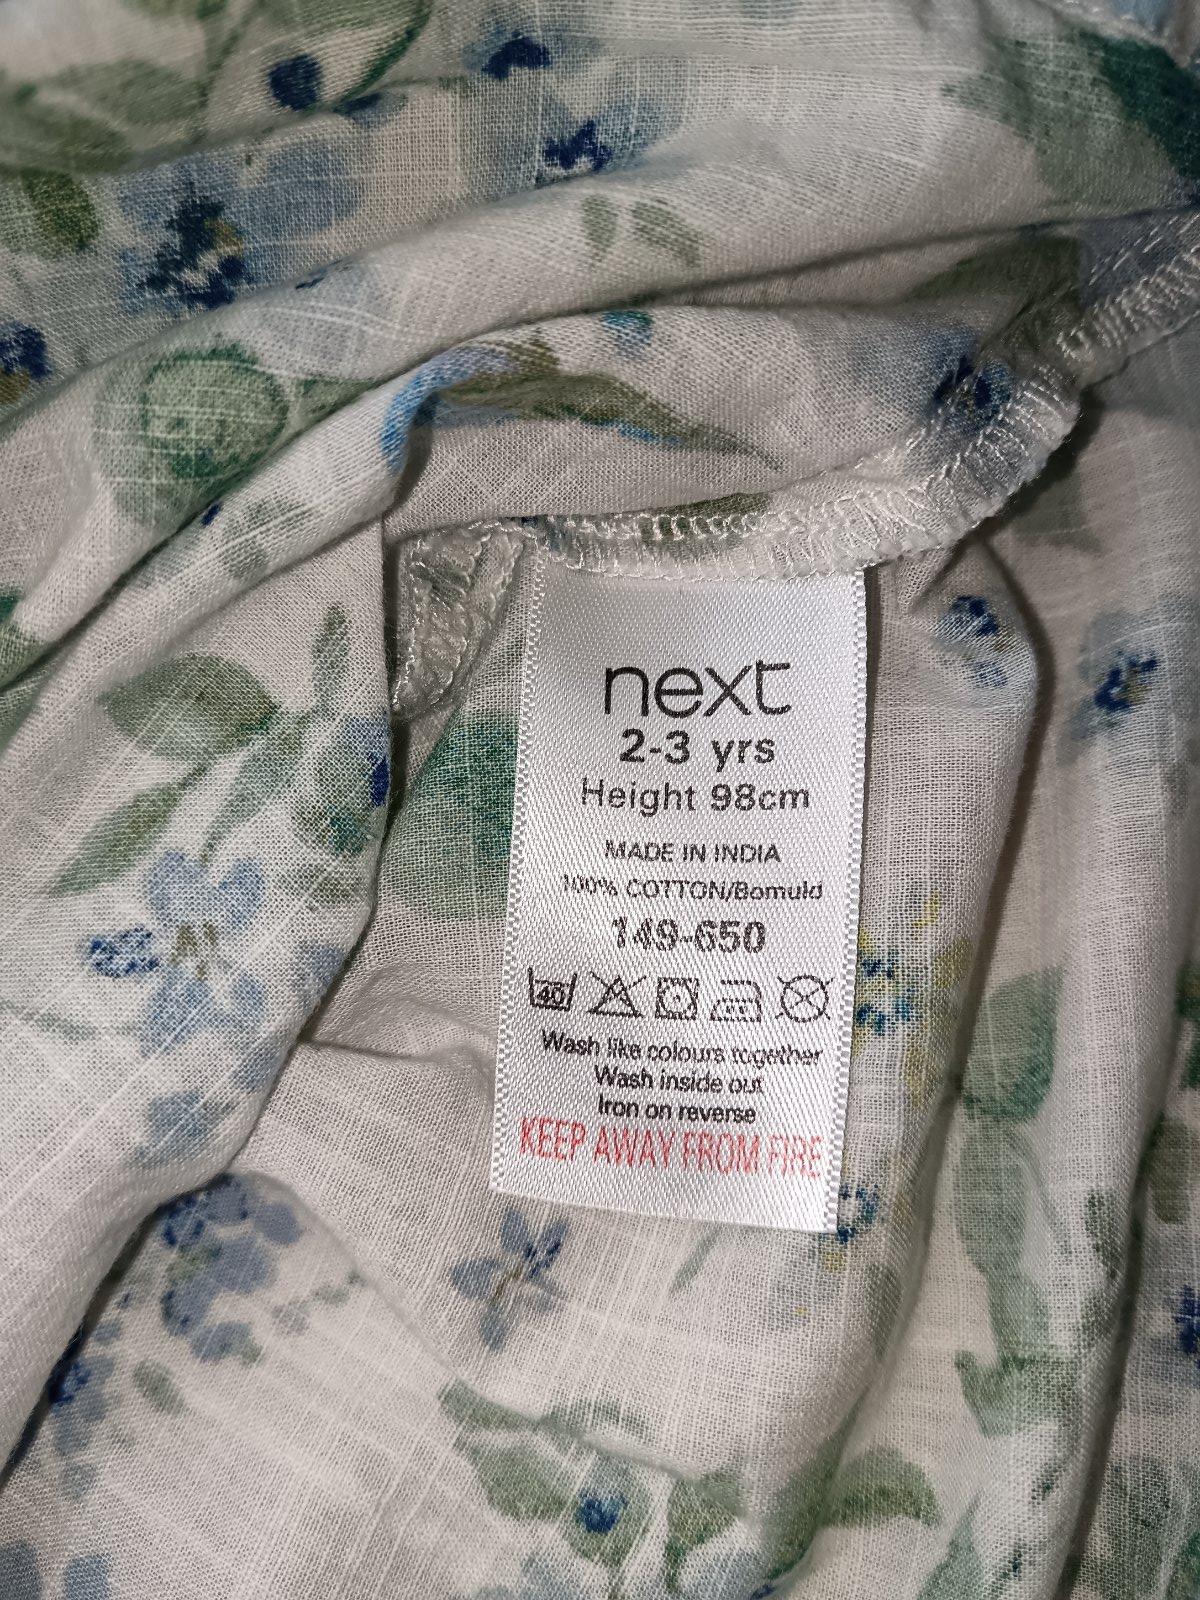 next
2-3 yrs
Height 98cm
MADE IN INDIA
100% COTTON/Bomuld
149-650
40
Wash like colours together
Wash inside out
Iron on reverse
KEEP AWAY FROM FIRE